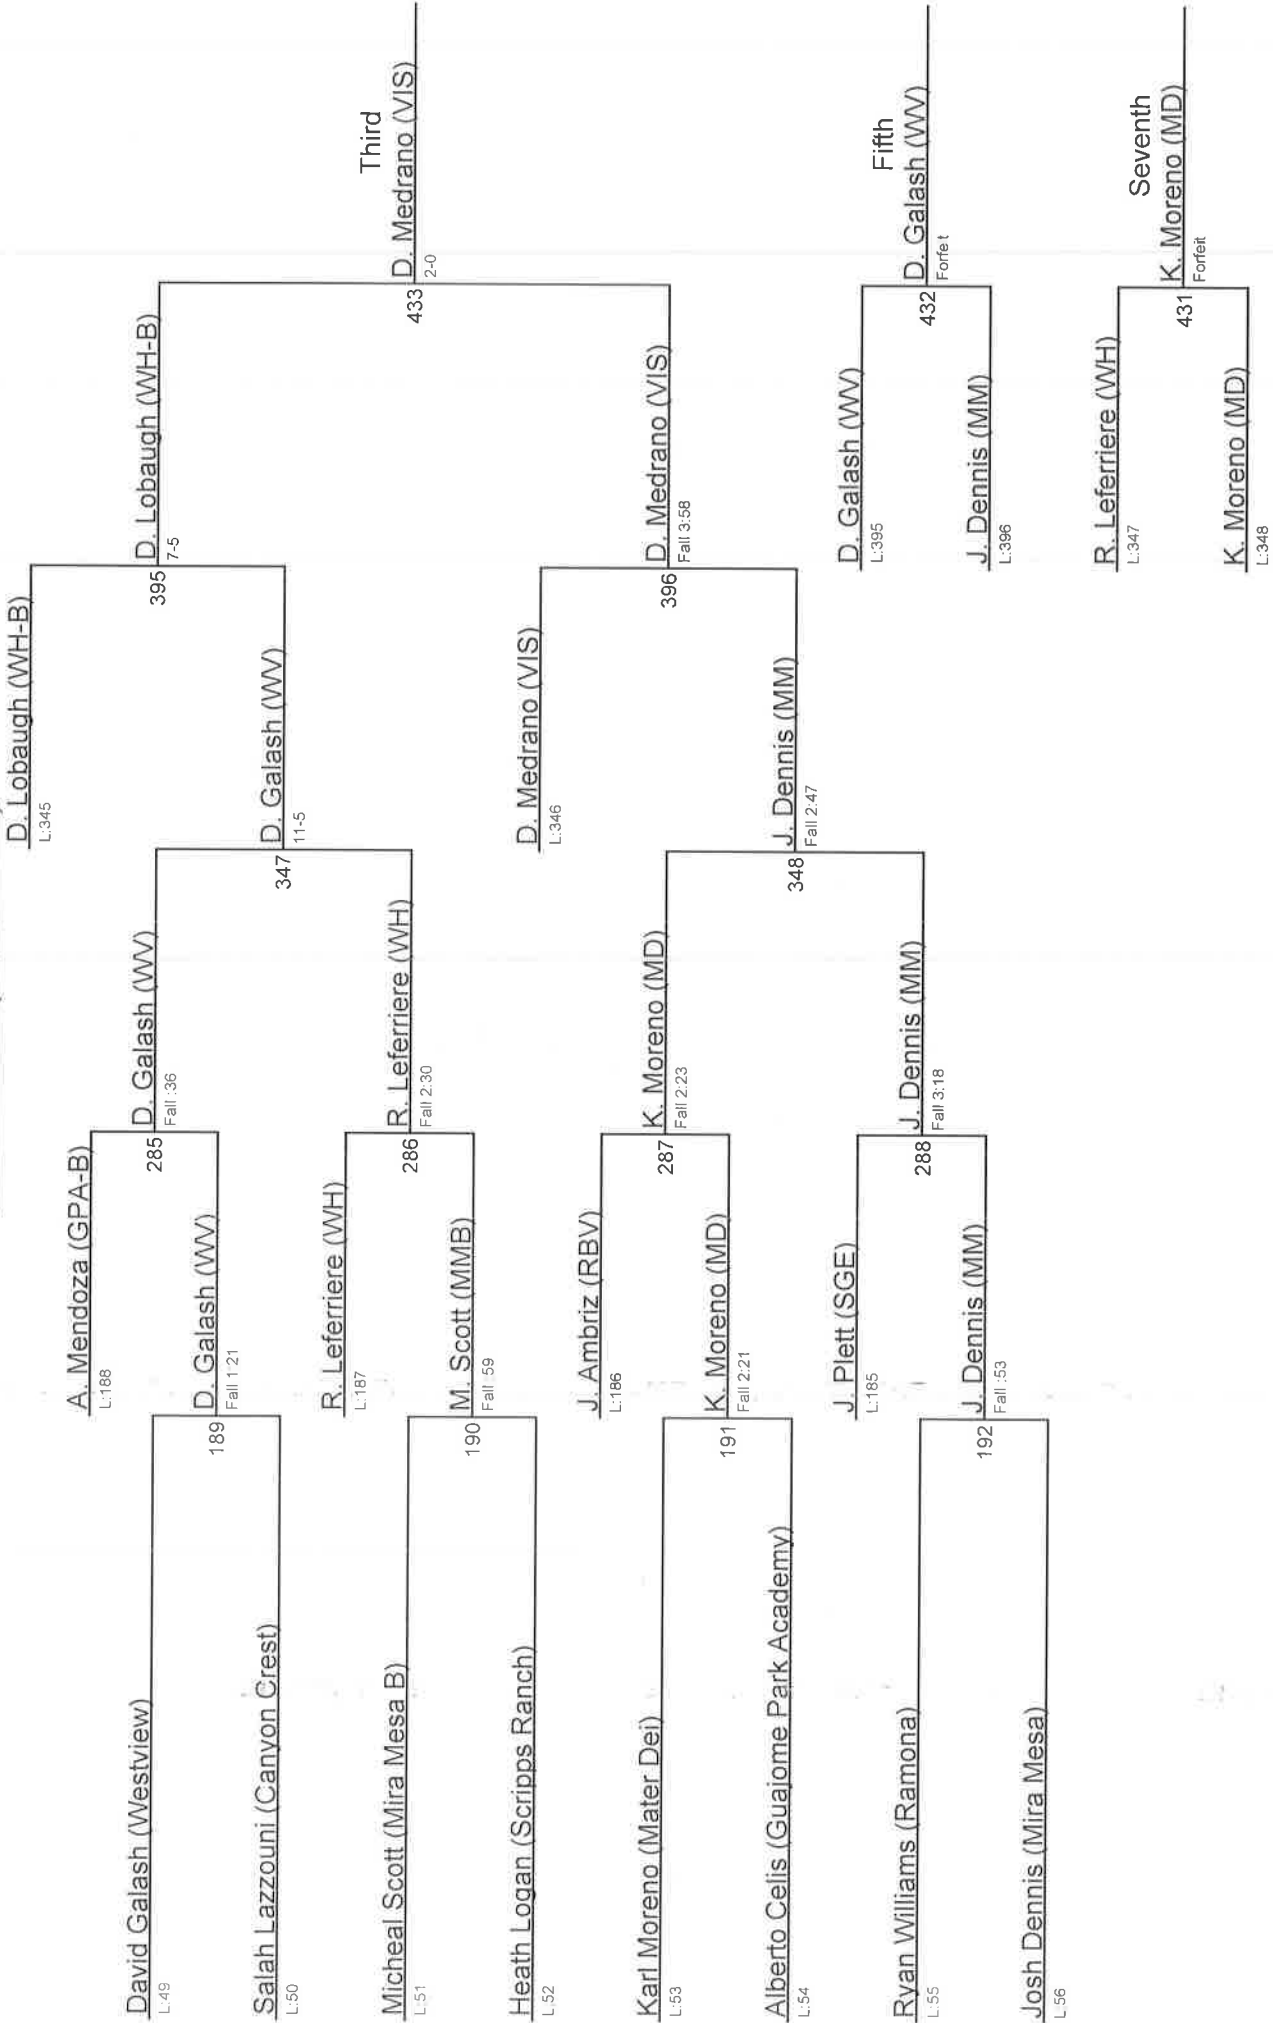 David Galash (Westview)
L:49
Salah Lazzouni (Canyon Crest)
L:50
Micheal Scott (Mira Mesa B)
L:51
Heath Logan (Scripps Ranch)
L:52
Karl Moreno (Mater Dei)
L:53
Alberto Celis (Guajome Park Academy)
L:54
Ryan Williams (Ramona)
L:55
Josh Dennis (Mira Mesa)
L:56
189
190
191
192
A. Mendoza (GPA-B)
L:188
D. Galash (WV)
Fall 1:21
R. Leferriere (WH)
L:187
M. Scott (MMB)
Fall :59
J. Ambriz (RBV)
L:186
K. Moreno (MD)
Fall 2:21
J. Plett (SGE)
L:185
J. Dennis (MM)
Fall :53
285
286
287
288
D. Galash (WV)
Fall :36
R. Leferriere (WH)
Fall 2:30
K. Moreno (MD)
Fall 2:23
J. Dennis (MM)
Fall 3:18
347
348
D. Lobaugh (WH-B)
L:345
D. Galash (WV)
11-5
D. Medrano (VIS)
L:346
J. Dennis (MM)
Fall 2:47
395
396
D. Lobaugh (WH-B)
7-5
D. Medrano (VIS)
Fall 3:58
433
Third
D. Medrano (VIS)
2-0
D. Galash (WV)
L:395
J. Dennis (MM)
L:396
432
Fifth
D. Galash (WV)
Forfe t
R. Leferriere (WH)
L:347
K. Moreno (MD)
L:348
431
Seventh
K. Moreno (MD)
Forfeit